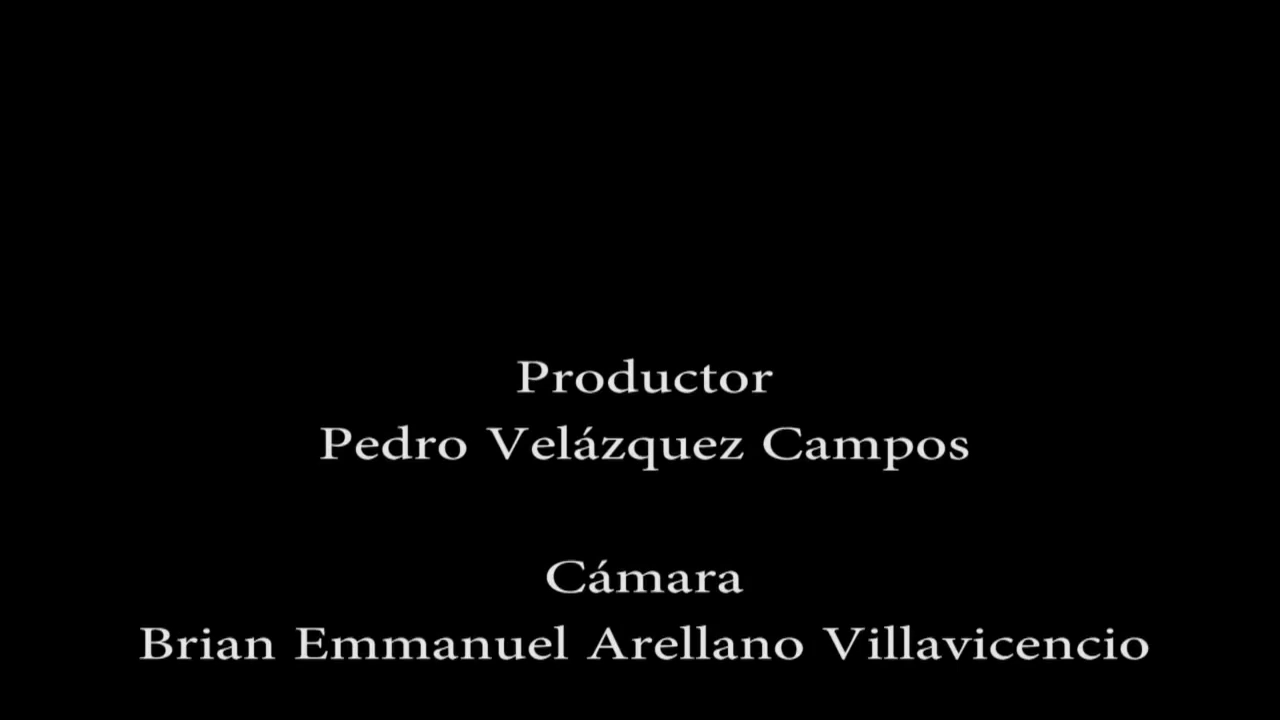 Productor
Pedro Velázquez Campos
Cámara
Brian Emmanuel Arellano Villavicencio